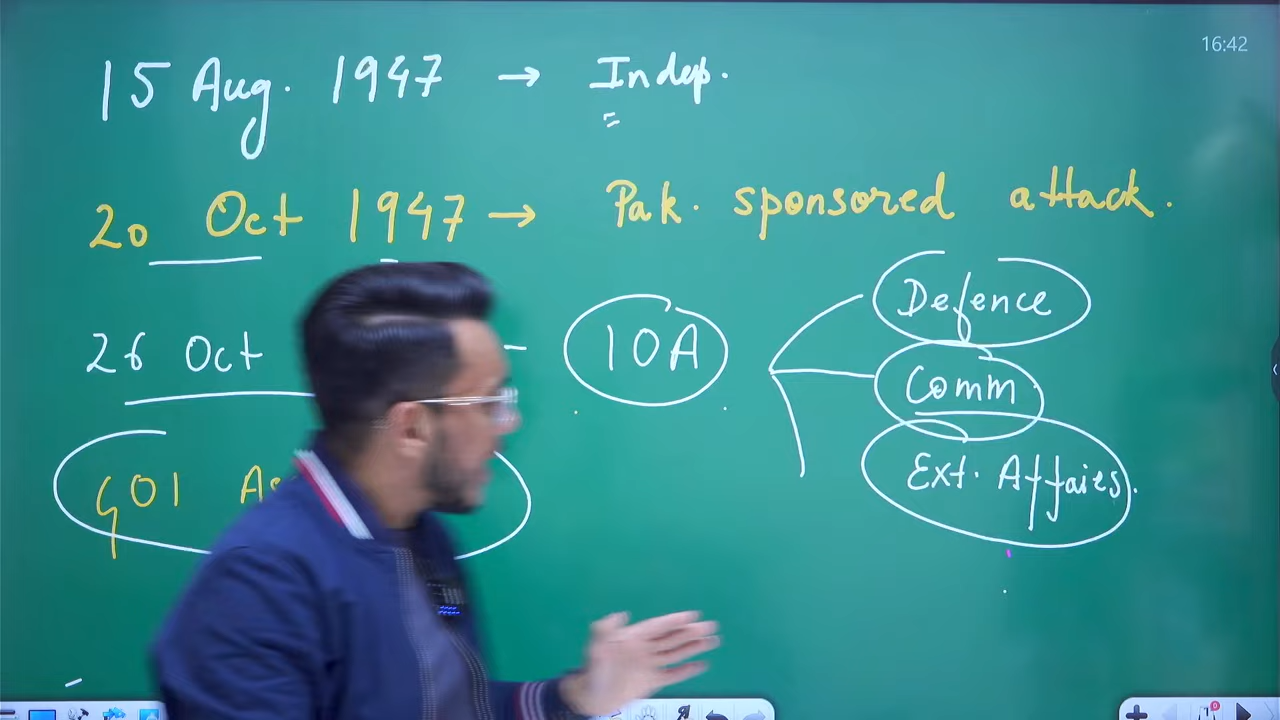 16:42
15 Aug. 1947 → Indep.
20 Oct 1947 → Pak. sponsored attack.
26 Oct - 10A
Defence
Comm
Ext. Affairs.
GOI